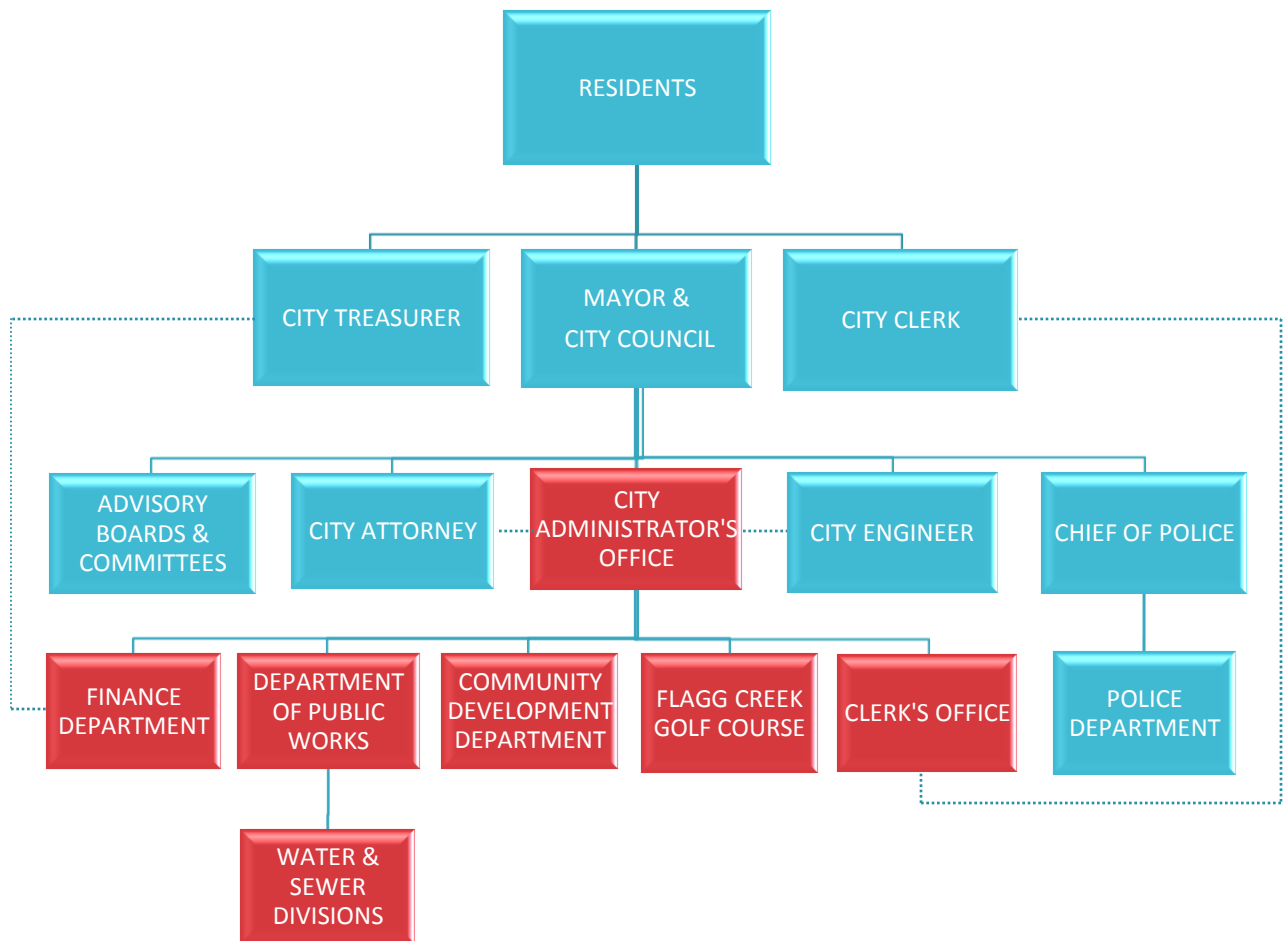 RESIDENTS
CITY TREASURER
MAYOR &
CITY COUNCIL
CITY CLERK
ADVISORY
BOARDS &
COMMITTEES
CITY ATTORNEY
CITY
ADMINISTRATOR'S
OFFICE
CITY ENGINEER
CHIEF OF POLICE
FINANCE
DEPARTMENT
DEPARTMENT
OF PUBLIC
WORKS
COMMUNITY
DEVELOPMENT
DEPARTMENT
FLAGG CREEK
GOLF COURSE
CLERK'S OFFICE
POLICE
DEPARTMENT
WATER &
SEWER
DIVISIONS